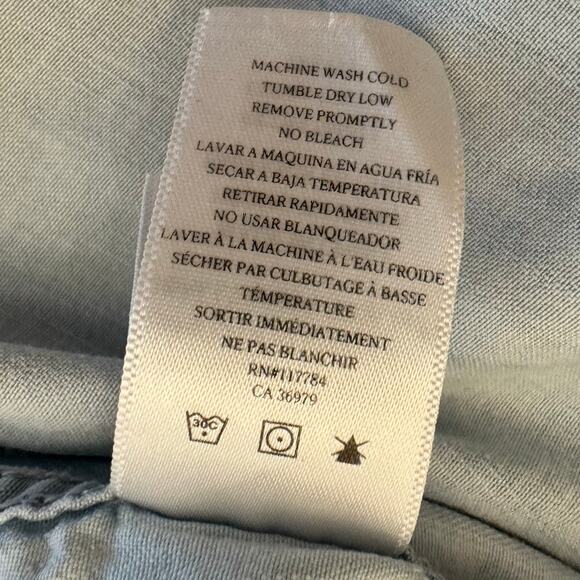 MACHINE WASH COLD
TUMBLE DRY LOW
REMOVE PROMPTLY
NO BLEACH
LAVAR A MAQUINA EN AGUA FRÍA
SECAR A BAJA TEMPERATURA
RETIRAR RAPIDAMENTE
NO USAR BLANQUEADOR
LAVER À LA MACHINE À L'EAU FROIDE
SÉCHER PAR CULBUTAGE À BASSE
TÉMPERATURE
SORTIR IMMÉDIATEMENT
NE PAS BLANCHIR
RN#117784
CA 36979
30C